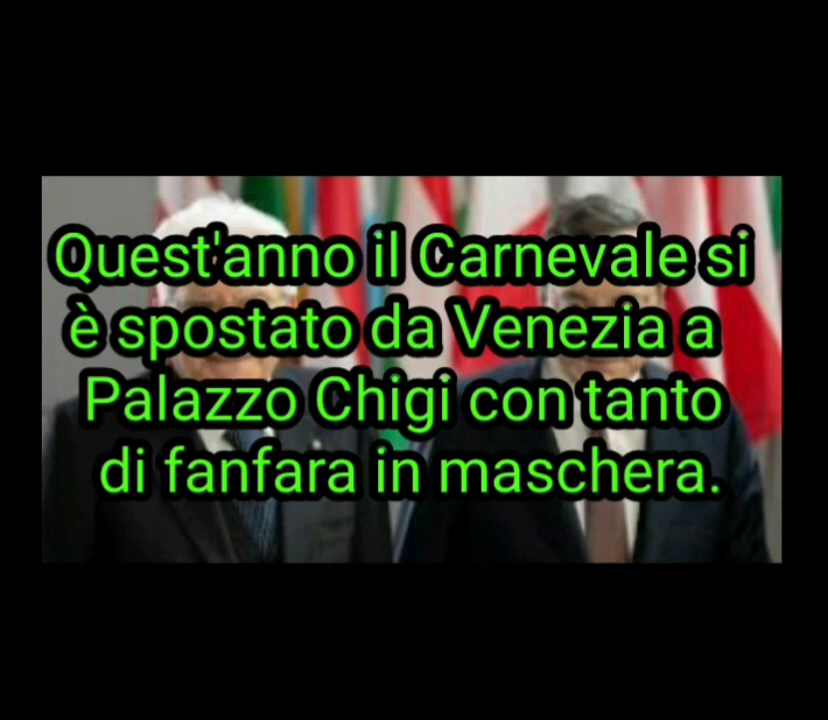 Quest'anno il Carnevale si
è spostato da Venezia a
Palazzo Chigi con tanto
di fanfara in maschera.